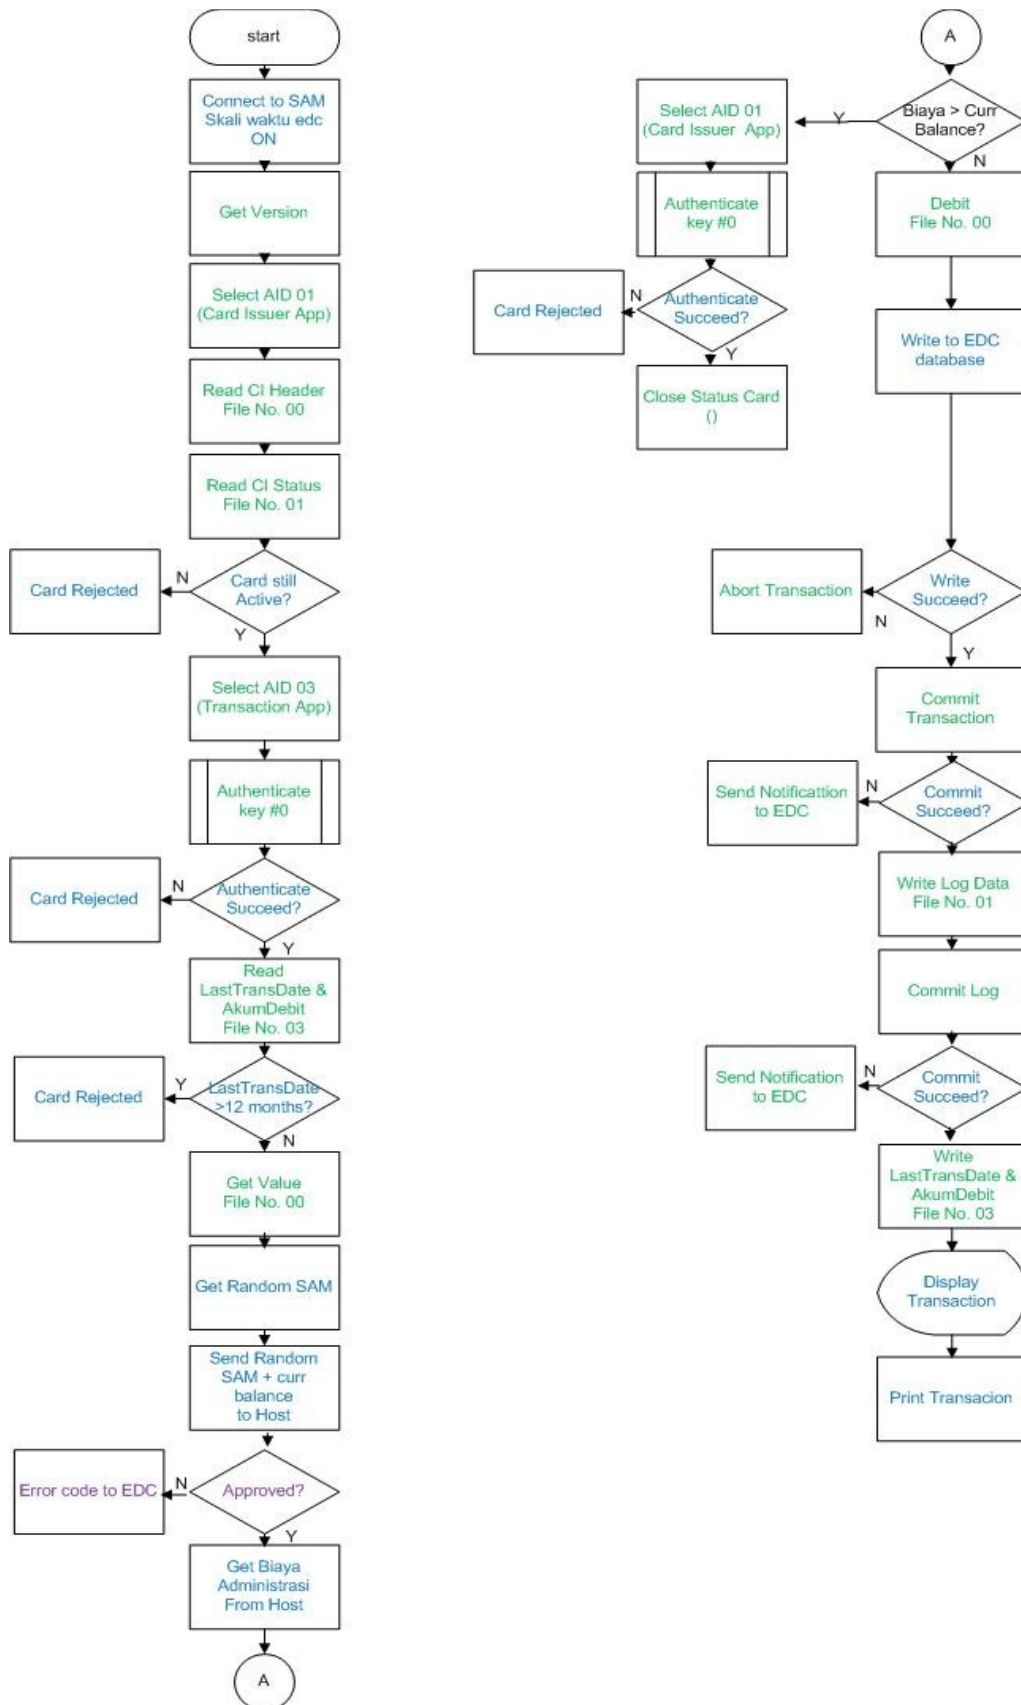 start
Connect to SAM
Skali waktu edc
ON
Get Version
Select AID 01
(Card Issuer App)
Read CI Header
File No. 00
Read CI Status
File No. 01
Card Rejected
N
Card still
Active?
Y
Select AID 03
(Transaction App)
Authenticate
key #0
Card Rejected
N
Authenticate
Succeed?
Y
Read
LastTransDate &
AkumDebit
File No. 03
Card Rejected
Y
LastTransDate
>12 months?
N
Get Value
File No. 00
Get Random SAM
Send Random
SAM + curr
balance
to Host
Error code to EDC
N
Approved?
Y
Get Biaya
Administrasi
From Host
A
A
Biaya > Curr
Balance?
Y
N
Select AID 01
(Card Issuer App)
Authenticate
key #0
Card Rejected
N
Authenticate
Succeed?
Y
Close Status Card
()
Debit
File No. 00
Write to EDC
database
Abort Transaction
N
Write
Succeed?
Y
Commit
Transaction
Send Notificattion
to EDC
N
Commit
Succeed?
Write Log Data
File No. 01
Commit Log
Send Notification
to EDC
N
Commit
Succeed?
Write
LastTransDate &
AkumDebit
File No. 03
Display
Transaction
Print Transacion